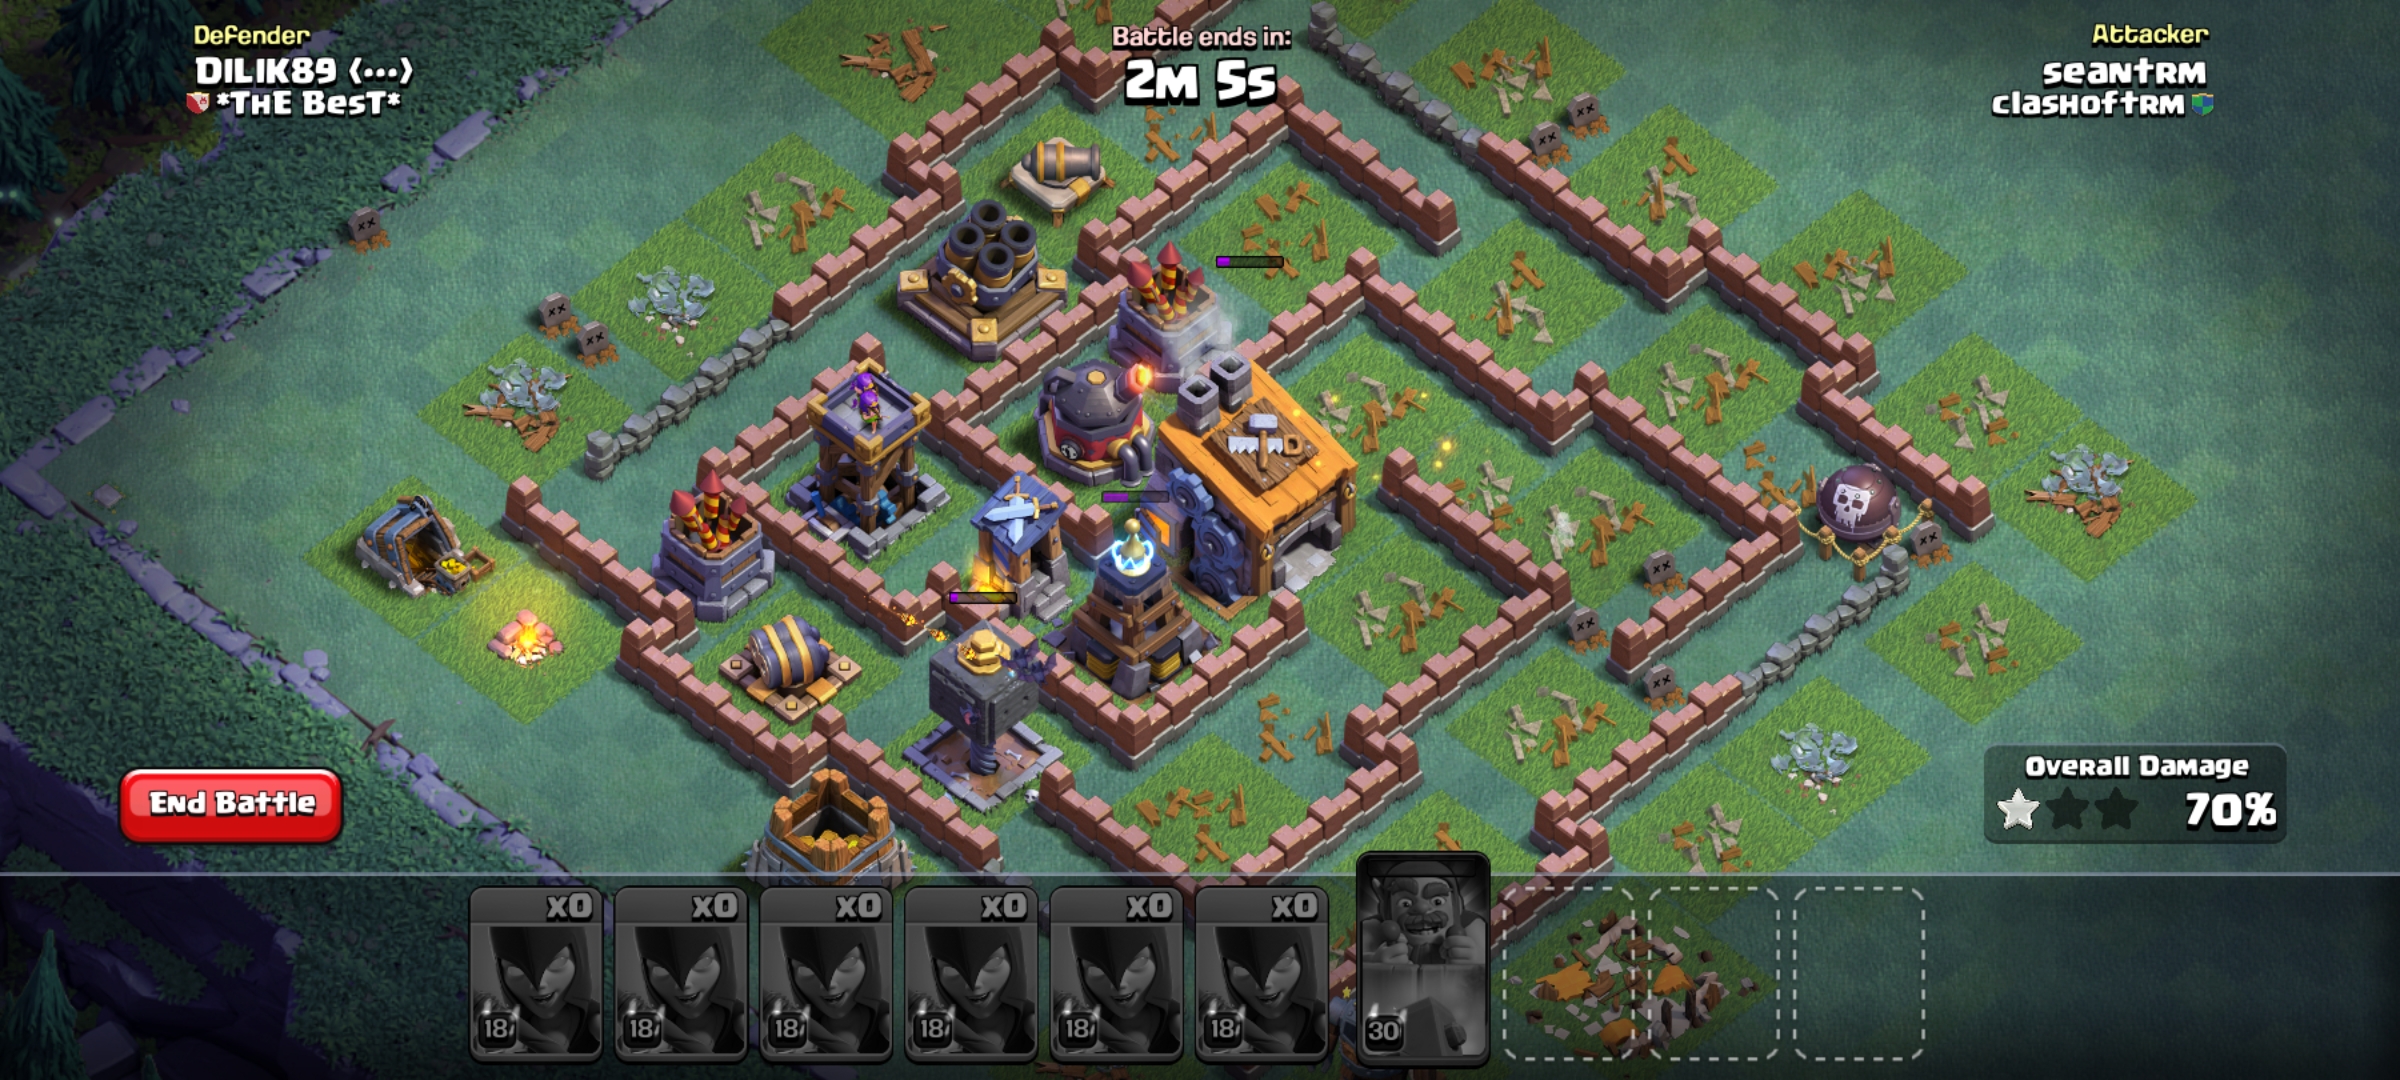 Defender
DILIK89 (...)
*THE BesT*
Battle ends in:
2M 5s
Attacker
seantRM
clashoftRM
End Battle
Overall Damage
70%
x0
x0
x0
x0
x0
x0
18
18
18
18
18
18
30